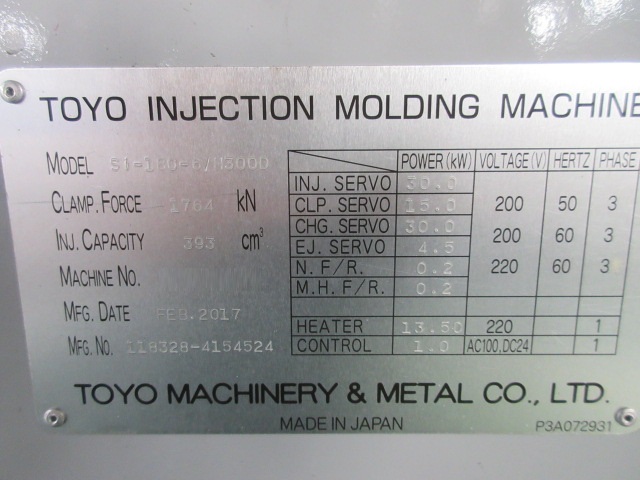 TOYO INJECTION MOLDING MACHINE
MODEL Si-180-6/M300D
CLAMP. FORCE 1764 kN
INJ. CAPACITY 393 cm³
MACHINE NO.
MFG. DATE FEB.2017
MFG. NO. 118328-4154524
POWER (kW) VOLTAGE (V) HERTZ PHASE
INJ. SERVO 30.0
CLP. SERVO 15.0 200 50 3
CHG. SERVO 30.0 200 60 3
EJ. SERVO 4.5
N. F/R. 0.2 220 60 3
M.H. F/R. 0.2
HEATER 13.50 220 1
CONTROL 1.0 AC100,DC24 1
TOYO MACHINERY & METAL CO., LTD.
MADE IN JAPAN P3A072931